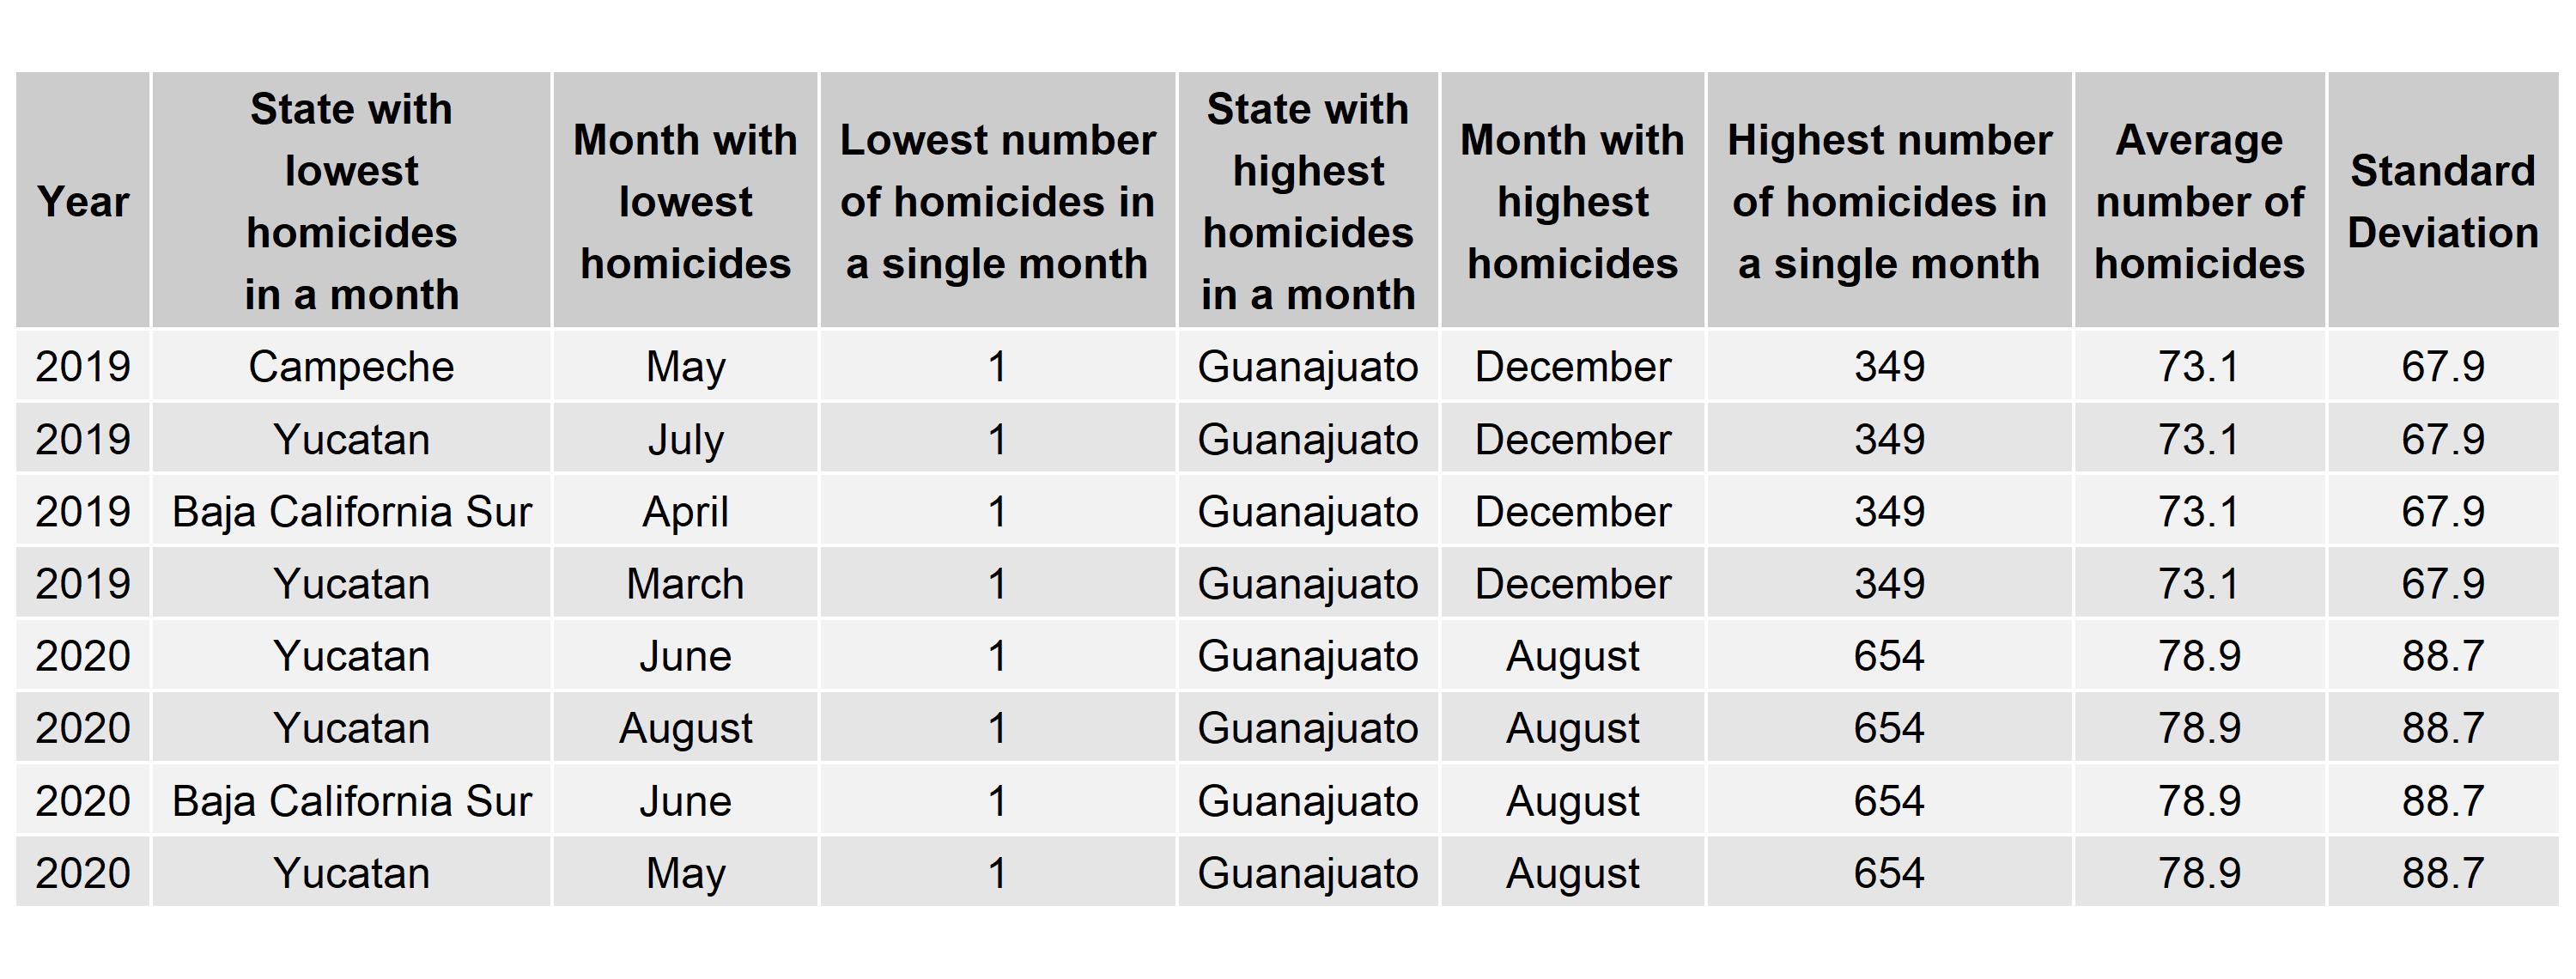 Year
State with
lowest
homicides
in a month
Month with
lowest
homicides
Lowest number
of homicides in
a single month
State with
highest
homicides
in a month
Month with
highest
homicides
Highest number
of homicides in
a single month
Average
number of
homicides
Standard
Deviation
2019 Campeche May 1 Guanajuato December 349 73.1 67.9
2019 Yucatan July 1 Guanajuato December 349 73.1 67.9
2019 Baja California Sur April 1 Guanajuato December 349 73.1 67.9
2019 Yucatan March 1 Guanajuato December 349 73.1 67.9
2020 Yucatan June 1 Guanajuato August 654 78.9 88.7
2020 Yucatan August 1 Guanajuato August 654 78.9 88.7
2020 Baja California Sur June 1 Guanajuato August 654 78.9 88.7
2020 Yucatan May 1 Guanajuato August 654 78.9 88.7